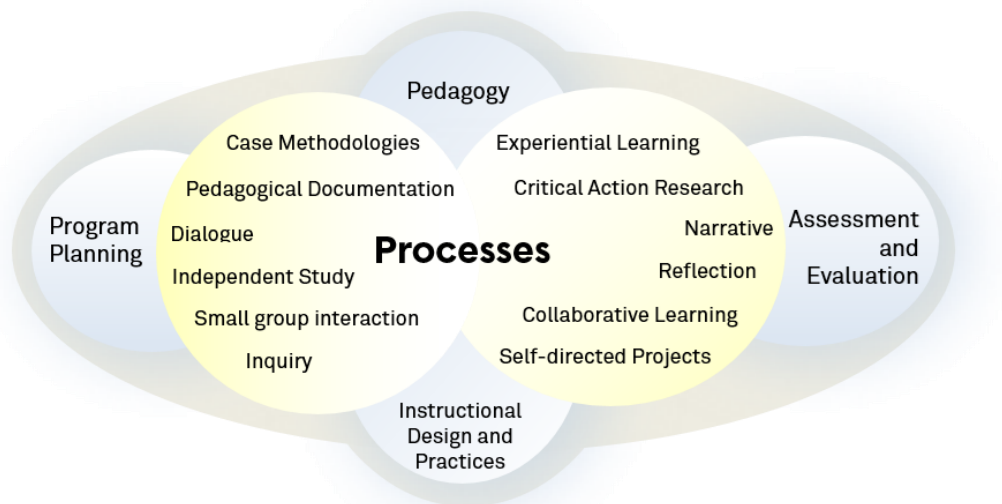 Pedagogy
Case Methodologies
Experiential Learning
Pedagogical Documentation
Critical Action Research
Program
Planning
Dialogue
Processes
Narrative
Assessment
and
Evaluation
Independent Study
Reflection
Small group interaction
Collaborative Learning
Inquiry
Self-directed Projects
Instructional
Design and
Practices